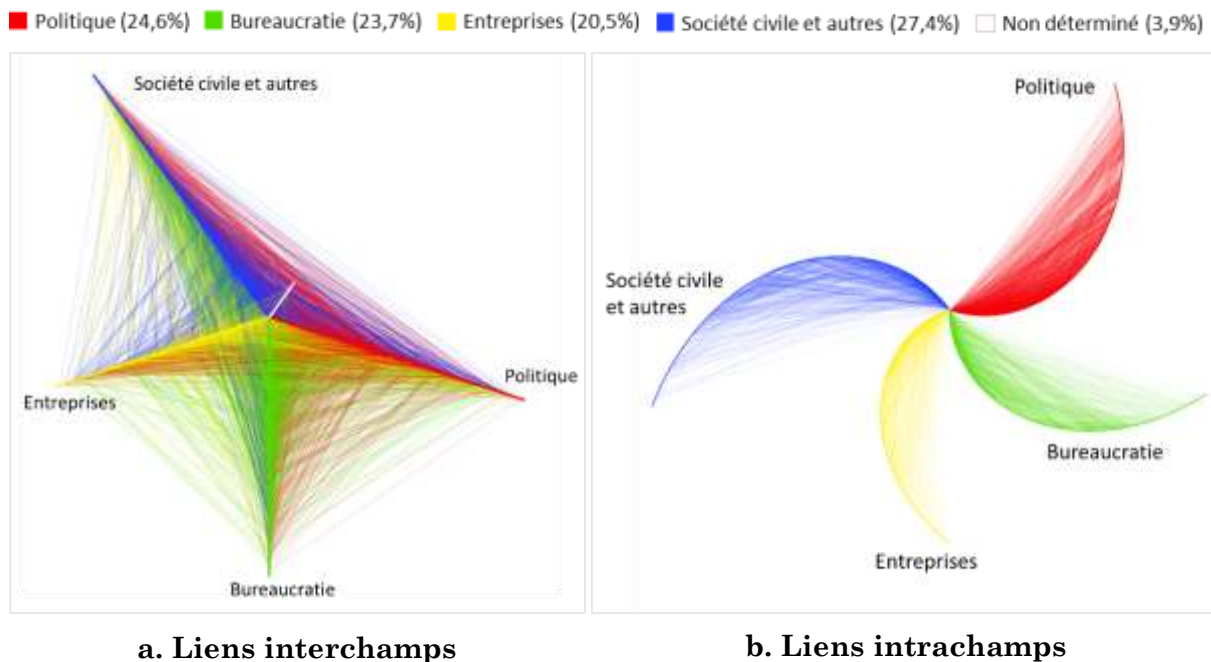 Politique (24,6%) Bureaucratie (23,7%) Entreprises (20,5%) Société civile et autres (27,4%) Non déterminé (3,9%)
Société civile et autres
Politique
Entreprises
Bureaucratie
Politique
Société civile
et autres
Bureaucratie
Entreprises
a. Liens interchamps
b. Liens intrachamps